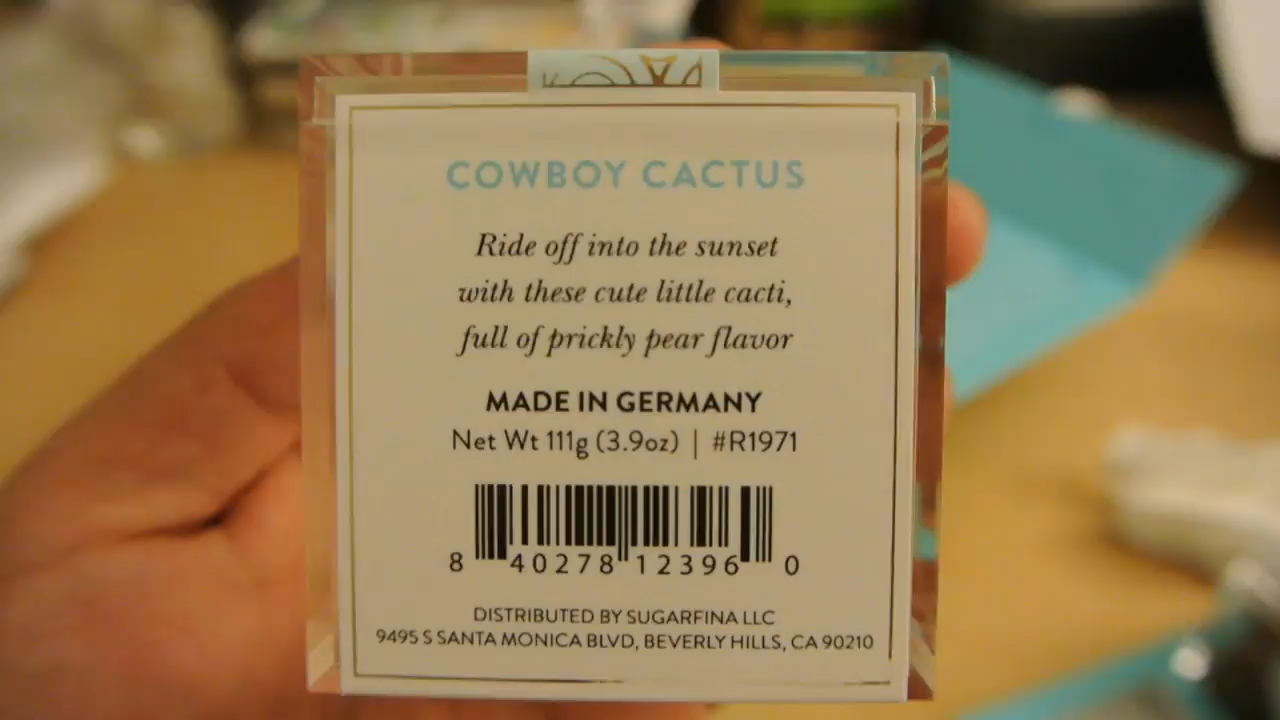 COWBOY CACTUS
Ride off into the sunset
with these cute little cacti,
full of prickly pear flavor
MADE IN GERMANY
Net Wt 111g (3.9oz) | #R1971
8 40278 12396 0
DISTRIBUTED BY SUGARFINA LLC
9495 S SANTA MONICA BLVD, BEVERLY HILLS, CA 90210